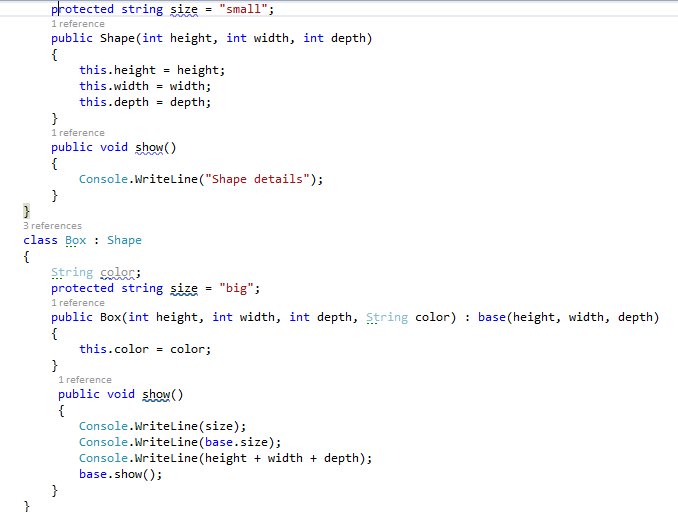 protected string size = "small";
1 reference
public Shape(int height, int width, int depth)
{
this.height = height;
this.width = width;
this.depth = depth;
}
1 reference
public void show()
{
Console.WriteLine("Shape details");
}
}
3 references
class Box : Shape
{
String color;
protected string size = "big";
1 reference
public Box(int height, int width, int depth, String color) : base(height, width, depth)
{
this.color = color;
}
1 reference
public void show()
{
Console.WriteLine(size);
Console.WriteLine(base.size);
Console.WriteLine(height + width + depth);
base.show();
}
}